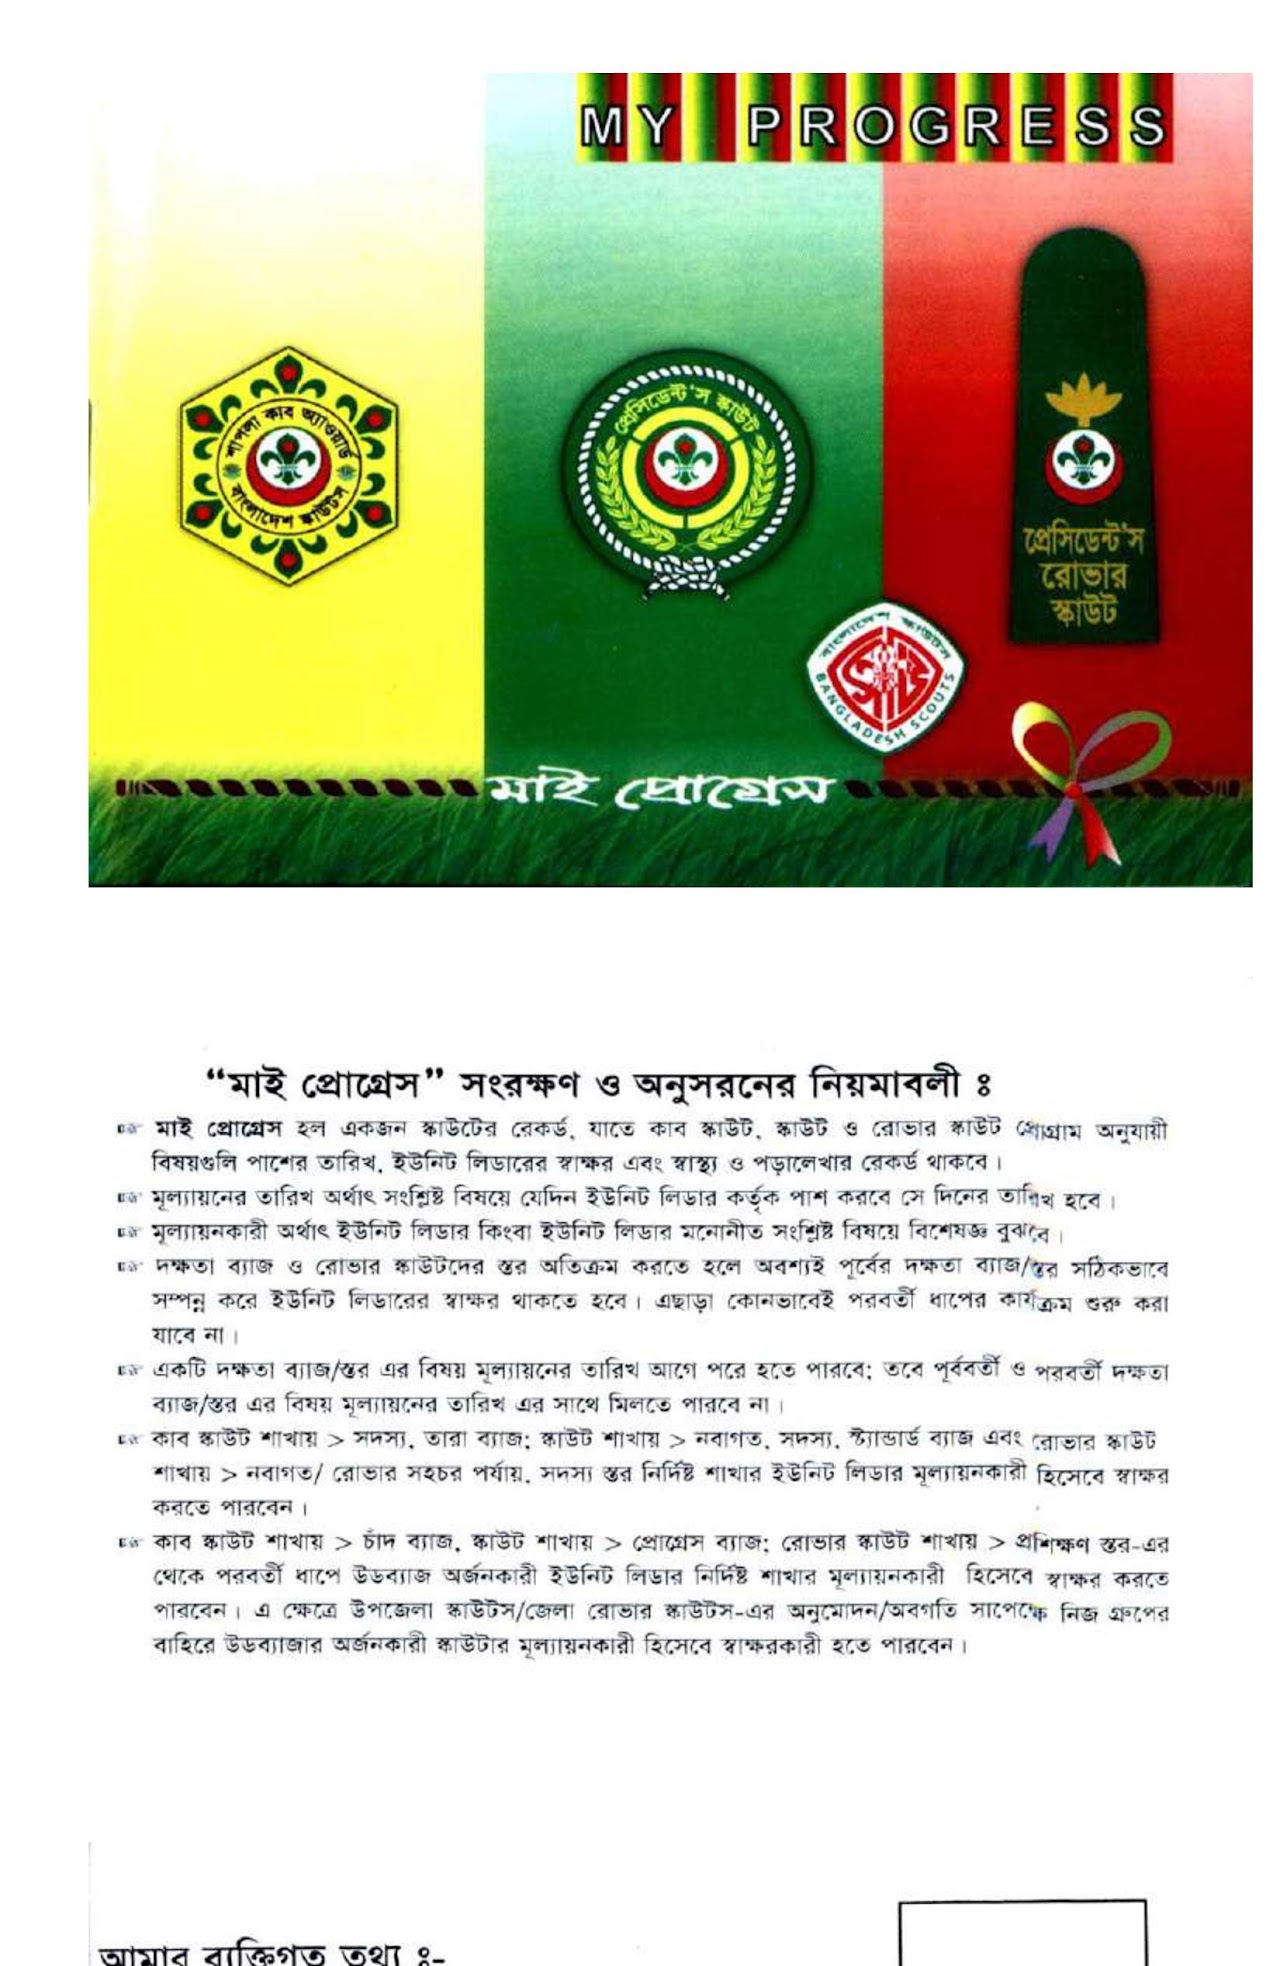 MY PROGRESS
শাপলা কাব অ্যাওয়ার্ড
বাংলাদেশ স্কাউটস
প্রেসিডেন্ট'স স্কাউট
প্রেসিডেন্ট'স
রোভার
স্কাউট
বাংলাদেশ স্কাউটস
BANGLADESH SCOUTS
মাই প্রোগ্রেস
“মাই প্রোগ্রেস” সংরক্ষণ ও অনুসরনের নিয়মাবলী ঃ
মাই প্রোগ্রেস হল একজন স্কাউটের রেকর্ড, যাতে কাব স্কাউট, স্কাউট ও রোভার স্কাউট প্রোগ্রাম অনুযায়ী
বিষয়গুলি পাশের তারিখ, ইউনিট লিডারের স্বাক্ষর এবং স্বাস্থ্য ও পড়ালেখার রেকর্ড থাকবে।
মূল্যায়নের তারিখ অর্থাৎ সংশ্লিষ্ট বিষয়ে যেদিন ইউনিট লিডার কর্তৃক পাশ করবে সে দিনের তারিখ হবে।
মূল্যায়নকারী অর্থাৎ ইউনিট লিডার কিংবা ইউনিট লিডার মনোনীত সংশ্লিষ্ট বিষয়ে বিশেষজ্ঞ বুঝবে।
দক্ষতা ব্যাজ ও রোভার স্কাউটদের স্তর অতিক্রম করতে হলে অবশ্যই পূর্বের দক্ষতা ব্যাজ/স্তর সঠিকভাবে
সম্পন্ন করে ইউনিট লিডারের স্বাক্ষর থাকতে হবে। এছাড়া কোনভাবেই পরবর্তী ধাপের কার্যক্রম শুরু করা
যাবে না।
একটি দক্ষতা ব্যাজ/স্তর এর বিষয় মূল্যায়নের তারিখ আগে পরে হতে পারবে; তবে পূর্ববর্তী ও পরবর্তী দক্ষতা
ব্যাজ/স্তর এর বিষয় মূল্যায়নের তারিখ এর সাথে মিলতে পারবে না।
কাব স্কাউট শাখায় > সদস্য, তারা ব্যাজ; স্কাউট শাখায় > নবাগত, সদস্য, স্ট্যান্ডার্ড ব্যাজ এবং রোভার স্কাউট
শাখায় > নবাগত/ রোভার সহচর পর্যায়, সদস্য স্তর নির্দিষ্ট শাখার ইউনিট লিডার মূল্যায়নকারী হিসেবে স্বাক্ষর
করতে পারবেন।
কাব স্কাউট শাখায় > চাঁদ ব্যাজ, স্কাউট শাখায় > প্রোগ্রেস ব্যাজ; রোভার স্কাউট শাখায় > প্রশিক্ষণ স্তর-এর
থেকে পরবর্তী ধাপে উডব্যাজ অর্জনকারী ইউনিট লিডার নির্দিষ্ট শাখার মূল্যায়নকারী হিসেবে স্বাক্ষর করতে
পারবেন। এ ক্ষেত্রে উপজেলা স্কাউটস/জেলা রোভার স্কাউটস-এর অনুমোদন/অবগতি সাপেক্ষে নিজ গ্রুপের
বাহিরে উডব্যাজার অর্জনকারী স্কাউটার মূল্যায়নকারী হিসেবে স্বাক্ষরকারী হতে পারবেন।
আমার ব্যক্তিগত তথ্য ঃ-